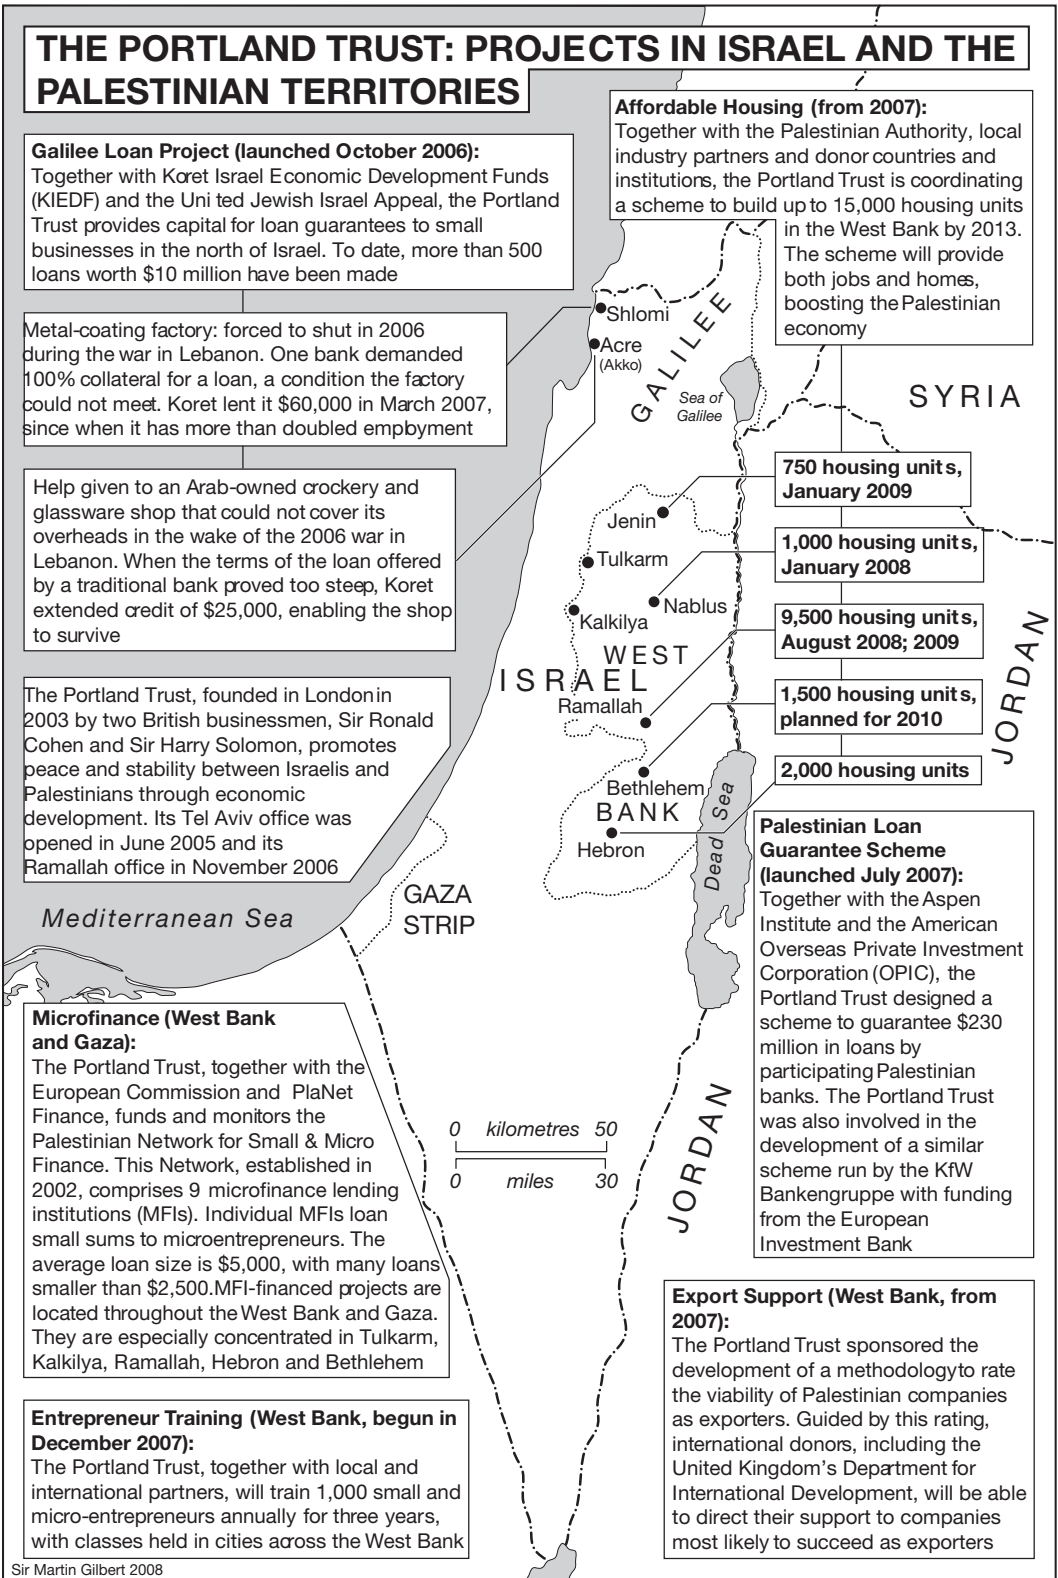 THE PORTLAND TRUST: PROJECTS IN ISRAEL AND THE
PALESTINIAN TERRITORIES
Galilee Loan Project (launched October 2006):
Together with Koret Israel Economic Development Funds
(KIEDF) and the United Jewish Israel Appeal, the Portland
Trust provides capital for loan guarantees to small
businesses in the north of Israel. To date, more than 500
loans worth $10 million have been made
Affordable Housing (from 2007):
Together with the Palestinian Authority, local
industry partners and donor countries and
institutions, the Portland Trust is coordinating
a scheme to build up to 15,000 housing units
in the West Bank by 2013.
The scheme will provide
both jobs and homes,
boosting the Palestinian
economy
Metal-coating factory: forced to shut in 2006
during the war in Lebanon. One bank demanded
100% collateral for a loan, a condition the factory
could not meet. Koret lent it $60,000 in March 2007,
since when it has more than doubled employment
Help given to an Arab-owned crockery and
glassware shop that could not cover its
overheads in the wake of the 2006 war in
Lebanon. When the terms of the loan offered
by a traditional bank proved too steep, Koret
extended credit of $25,000, enabling the shop
to survive
The Portland Trust, founded in London in
2003 by two British businessmen, Sir Ronald
Cohen and Sir Harry Solomon, promotes
peace and stability between Israelis and
Palestinians through economic
development. Its Tel Aviv office was
opened in June 2005 and its
Ramallah office in November 2006
Shlomi
Acre
(Akko)
GALILEE
Sea of
Galilee
SYRIA
750 housing units,
January 2009
Jenin
Tulkarm
1,000 housing units,
January 2008
Nablus
Kalkilya
9,500 housing units,
August 2008; 2009
WEST
ISRAEL
Ramallah
1,500 housing units,
planned for 2010
JORDAN
2,000 housing units
Bethlehem
BANK
Hebron
Dead Sea
GAZA
STRIP
Mediterranean Sea
Palestinian Loan
Guarantee Scheme
(launched July 2007):
Together with the Aspen
Institute and the American
Overseas Private Investment
Corporation (OPIC), the
Portland Trust designed a
scheme to guarantee $230
million in loans by
participating Palestinian
banks. The Portland Trust
was also involved in the
development of a similar
scheme run by the KfW
Bankengruppe with funding
from the European
Investment Bank
Microfinance (West Bank
and Gaza):
The Portland Trust, together with the
European Commission and PlaNet
Finance, funds and monitors the
Palestinian Network for Small & Micro
Finance. This Network, established in
2002, comprises 9 microfinance lending
institutions (MFIs). Individual MFIs loan
small sums to microentrepreneurs. The
average loan size is $5,000, with many loans
smaller than $2,500.MFI-financed projects are
located throughout the West Bank and Gaza.
They are especially concentrated in Tulkarm,
Kalkilya, Ramallah, Hebron and Bethlehem
0 kilometres 50
0 miles 30
JORDAN
Export Support (West Bank, from
2007):
The Portland Trust sponsored the
development of a methodology to rate
the viability of Palestinian companies
as exporters. Guided by this rating,
international donors, including the
United Kingdom's Department for
International Development, will be able
to direct their support to companies
most likely to succeed as exporters
Entrepreneur Training (West Bank, begun in
December 2007):
The Portland Trust, together with local and
international partners, will train 1,000 small and
micro-entrepreneurs annually for three years,
with classes held in cities across the West Bank
Sir Martin Gilbert 2008